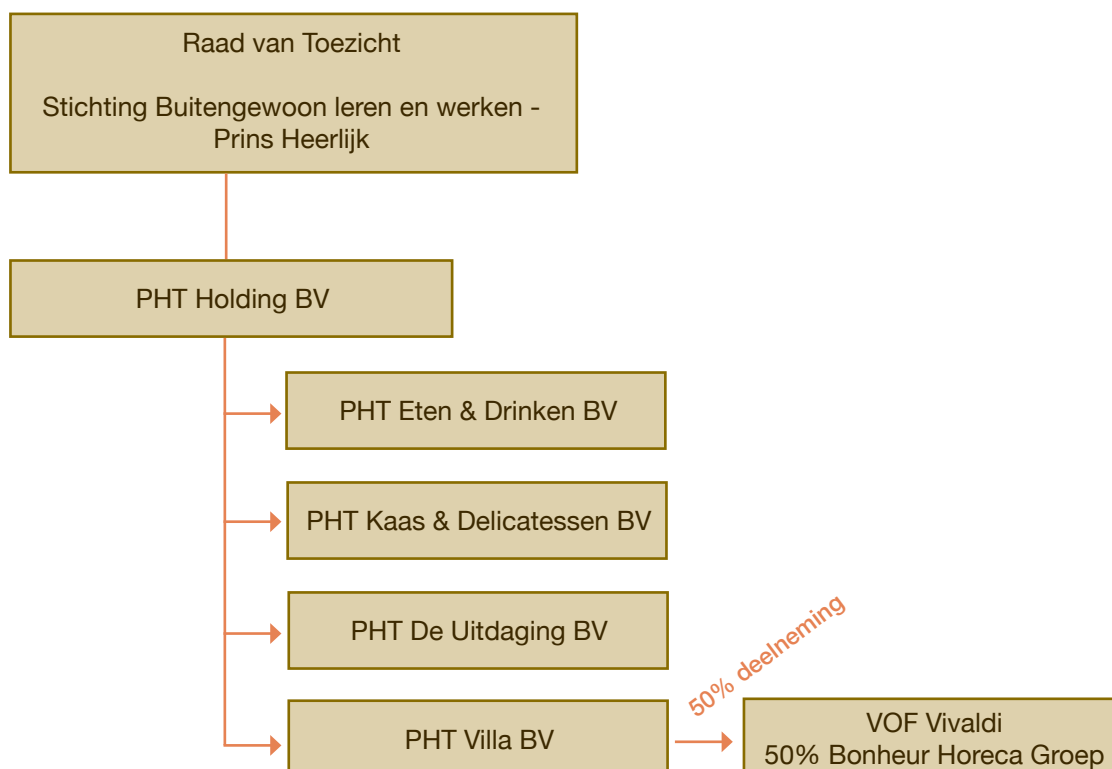 Raad van Toezicht
Stichting Buitengewoon leren en werken -
Prins Heerlijk
PHT Holding BV
PHT Eten & Drinken BV
PHT Kaas & Delicatessen BV
PHT De Uitdaging BV
50% deelneming
PHT Villa BV
VOF Vivaldi
50% Bonheur Horeca Groep